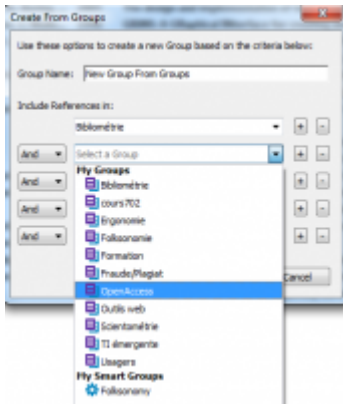 Create From Groups
Use these options to create a new Group based on the criteria below:
Group Name: New Group From Groups
Include References in:
Bibliométrie + -
And Select a Group + -
And + -
And + -
And + -
My Groups
Bibliométrie
cours702
Ergonomie
Folksonomie
Formation
Fraude/Plagiat
OpenAccess
Outils web
Scientométrie
TI émergente
Usagers
My Smart Groups
Folksonomy
Cancel